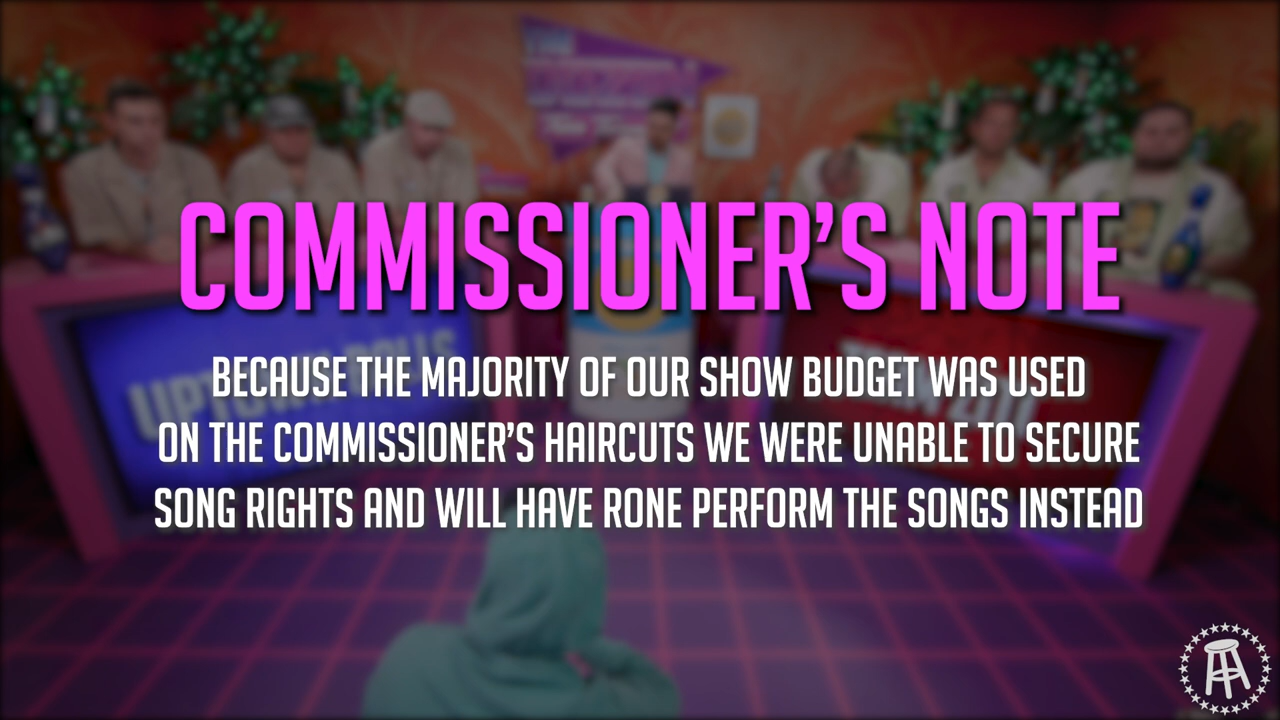 COMMISSIONER'S NOTE
BECAUSE THE MAJORITY OF OUR SHOW BUDGET WAS USED
ON THE COMMISSIONER'S HAIRCUTS WE WERE UNABLE TO SECURE
SONG RIGHTS AND WILL HAVE RONE PERFORM THE SONGS INSTEAD